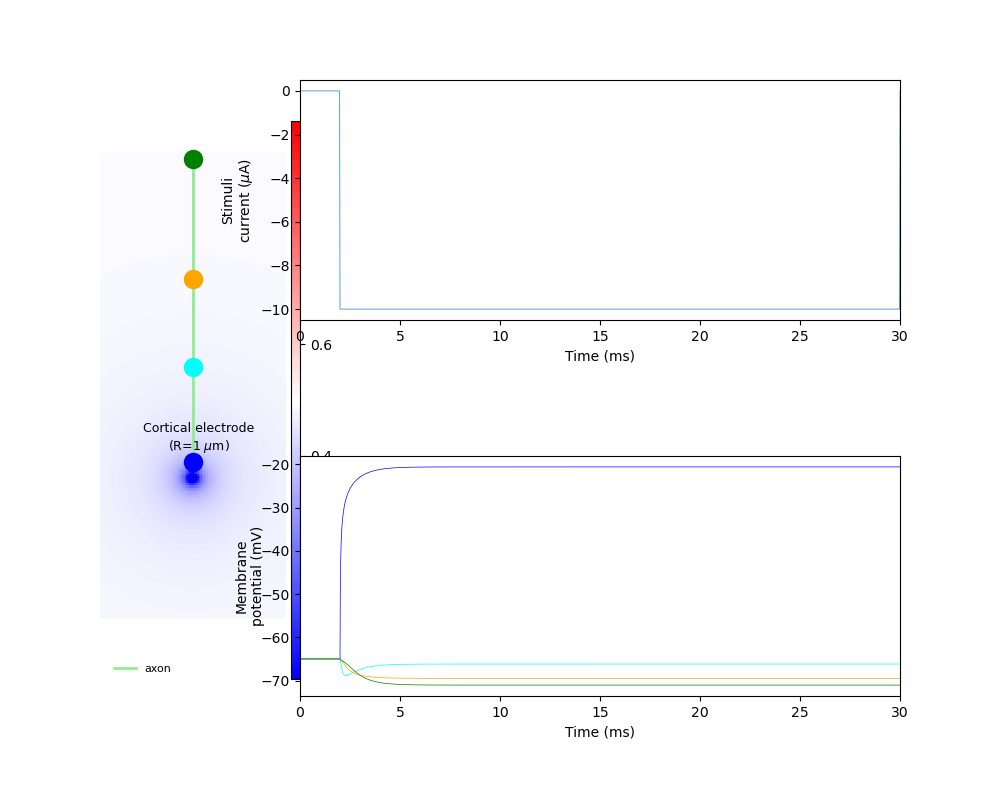 Stimuli
current (μA)
0
−2
−4
−6
−8
−10
0 5 10 15 20 25 30
Time (ms)
0.6
0.4
Cortical electrode
(R=1 μm)
axon
Membrane
potential (mV)
−20
−30
−40
−50
−60
−70
0 5 10 15 20 25 30
Time (ms)